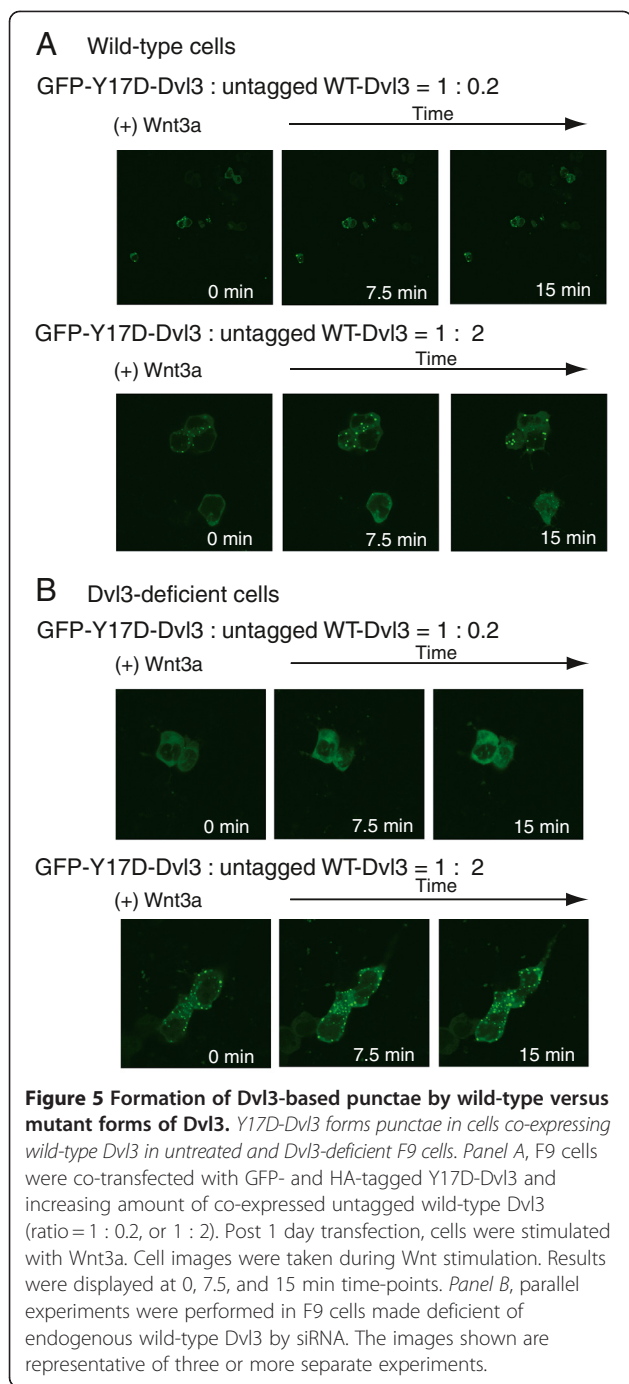 A Wild-type cells
GFP-Y17D-Dvl3 : untagged WT-Dvl3 = 1 : 0.2
(+) Wnt3a Time
0 min 7.5 min 15 min
GFP-Y17D-Dvl3 : untagged WT-Dvl3 = 1 : 2
(+) Wnt3a Time
0 min 7.5 min 15 min
B Dvl3-deficient cells
GFP-Y17D-Dvl3 : untagged WT-Dvl3 = 1 : 0.2
(+) Wnt3a Time
0 min 7.5 min 15 min
GFP-Y17D-Dvl3 : untagged WT-Dvl3 = 1 : 2
(+) Wnt3a Time
0 min 7.5 min 15 min
Figure 5 Formation of Dvl3-based punctae by wild-type versus
mutant forms of Dvl3. Y17D-Dvl3 forms punctae in cells co-expressing
wild-type Dvl3 in untreated and Dvl3-deficient F9 cells. Panel A, F9 cells
were co-transfected with GFP- and HA-tagged Y17D-Dvl3 and
increasing amount of co-expressed untagged wild-type Dvl3
(ratio = 1 : 0.2, or 1 : 2). Post 1 day transfection, cells were stimulated
with Wnt3a. Cell images were taken during Wnt stimulation. Results
were displayed at 0, 7.5, and 15 min time-points. Panel B, parallel
experiments were performed in F9 cells made deficient of
endogenous wild-type Dvl3 by siRNA. The images shown are
representative of three or more separate experiments.